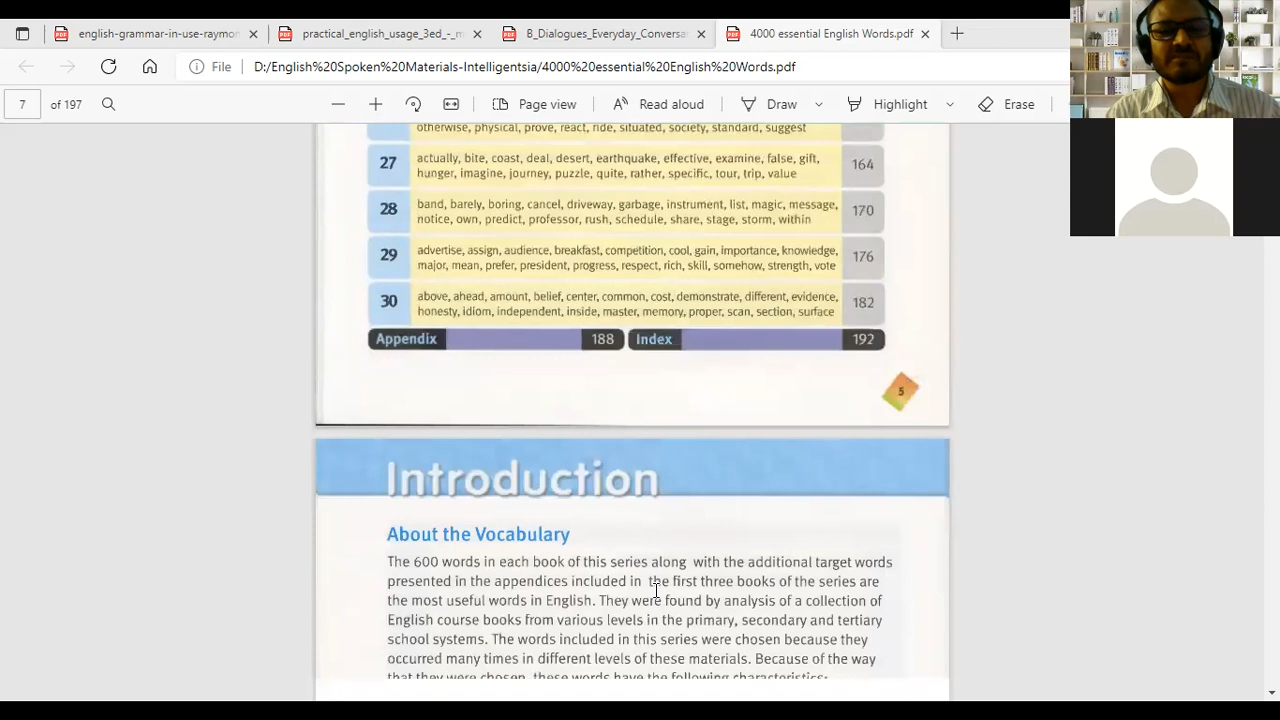 english-grammar-in-use-raymon
practical_english_usage_3ed_-_m
B_Dialogues_Everyday_Conversa
4000 essential English Words.pdf
File
D:/English%20Spoken%20Materials-Intelligentsia/4000%20essential%20English%20Words.pdf
7
of 197
Page view
Read aloud
Draw
Highlight
Erase
otherwise, physical, prove, react, ride, situated, society, standard, suggest
27
actually, bite, coast, deal, desert, earthquake, effective, examine, false, gift,
hunger, imagine, journey, puzzle, quite, rather, specific, tour, trip, value
164
28
band, barely, boring, cancel, driveway, garbage, instrument, list, magic, message,
notice, own, predict, professor, rush, schedule, share, stage, storm, within
170
29
advertise, assign, audience, breakfast, competition, cool, gain, importance, knowledge,
major, mean, prefer, president, progress, respect, rich, skill, somehow, strength, vote
176
30
above, ahead, amount, belief, center, common, cost, demonstrate, different, evidence,
honesty, idiom, independent, inside, master, memory, proper, scan, section, surface
182
Appendix 188 Index 192
5
Introduction
About the Vocabulary
The 600 words in each book of this series along with the additional target words
presented in the appendices included in the first three books of the series are
the most useful words in English. They were found by analysis of a collection of
English course books from various levels in the primary, secondary and tertiary
school systems. The words included in this series were chosen because they
occurred many times in different levels of these materials. Because of the way
that they were chosen, these words have the following characteristics: